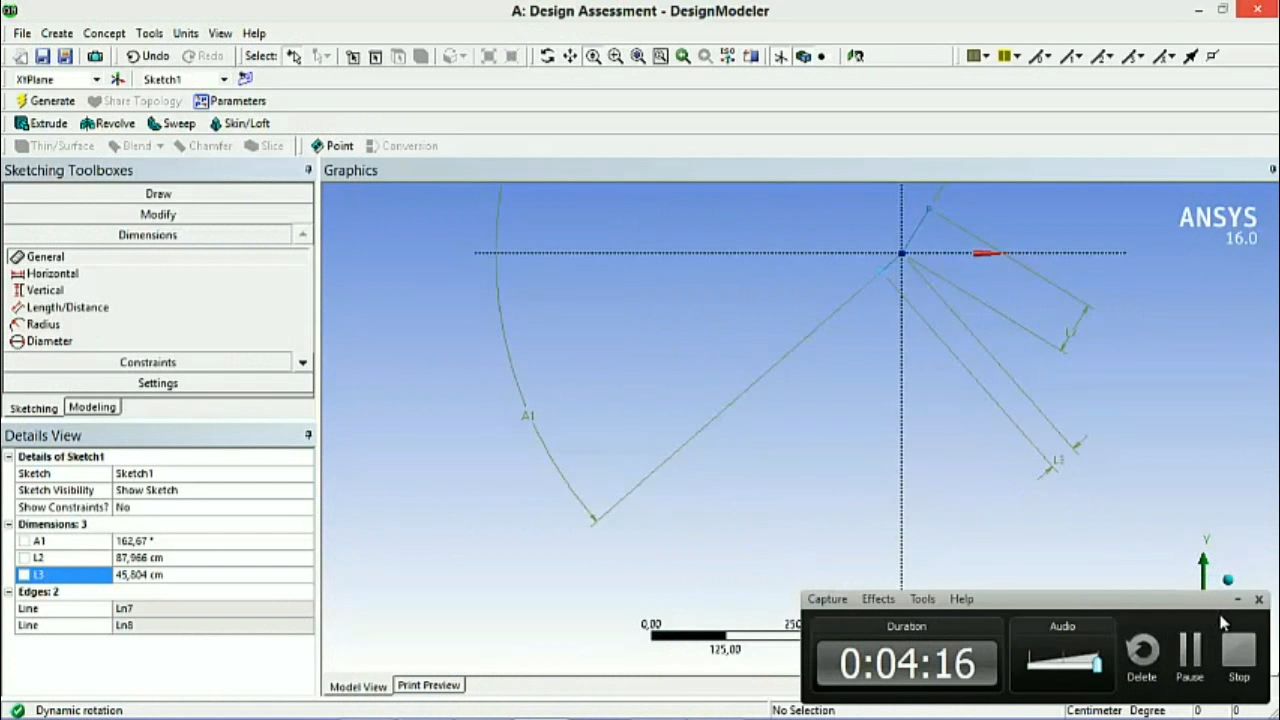 A: Design Assessment - DesignModeler
File Create Concept Tools Units View Help
Undo Redo Select:
XYPlane Sketch1
Generate Share Topology Parameters
Extrude Revolve Sweep Skin/Loft
Thin/Surface Blend Chamfer Slice Point Conversion
Sketching Toolboxes
Draw
Modify
Dimensions
General
Horizontal
Vertical
Length/Distance
Radius
Diameter
Constraints
Settings
Sketching Modeling
Details View
Details of Sketch1
Sketch Sketch1
Sketch Visibility Show Sketch
Show Constraints? No
Dimensions: 3
A1 162,67 °
L2 87,966 cm
L3 45,804 cm
Edges: 2
Line Ln7
Line Ln8
Graphics
ANSYS
16.0
A1
L3
Y
0,00
125,00
Model View Print Preview
Capture Effects Tools Help
Duration
0:04:16
Audio
Delete Pause Stop
Dynamic rotation
No Selection
Centimeter Degree 0 0